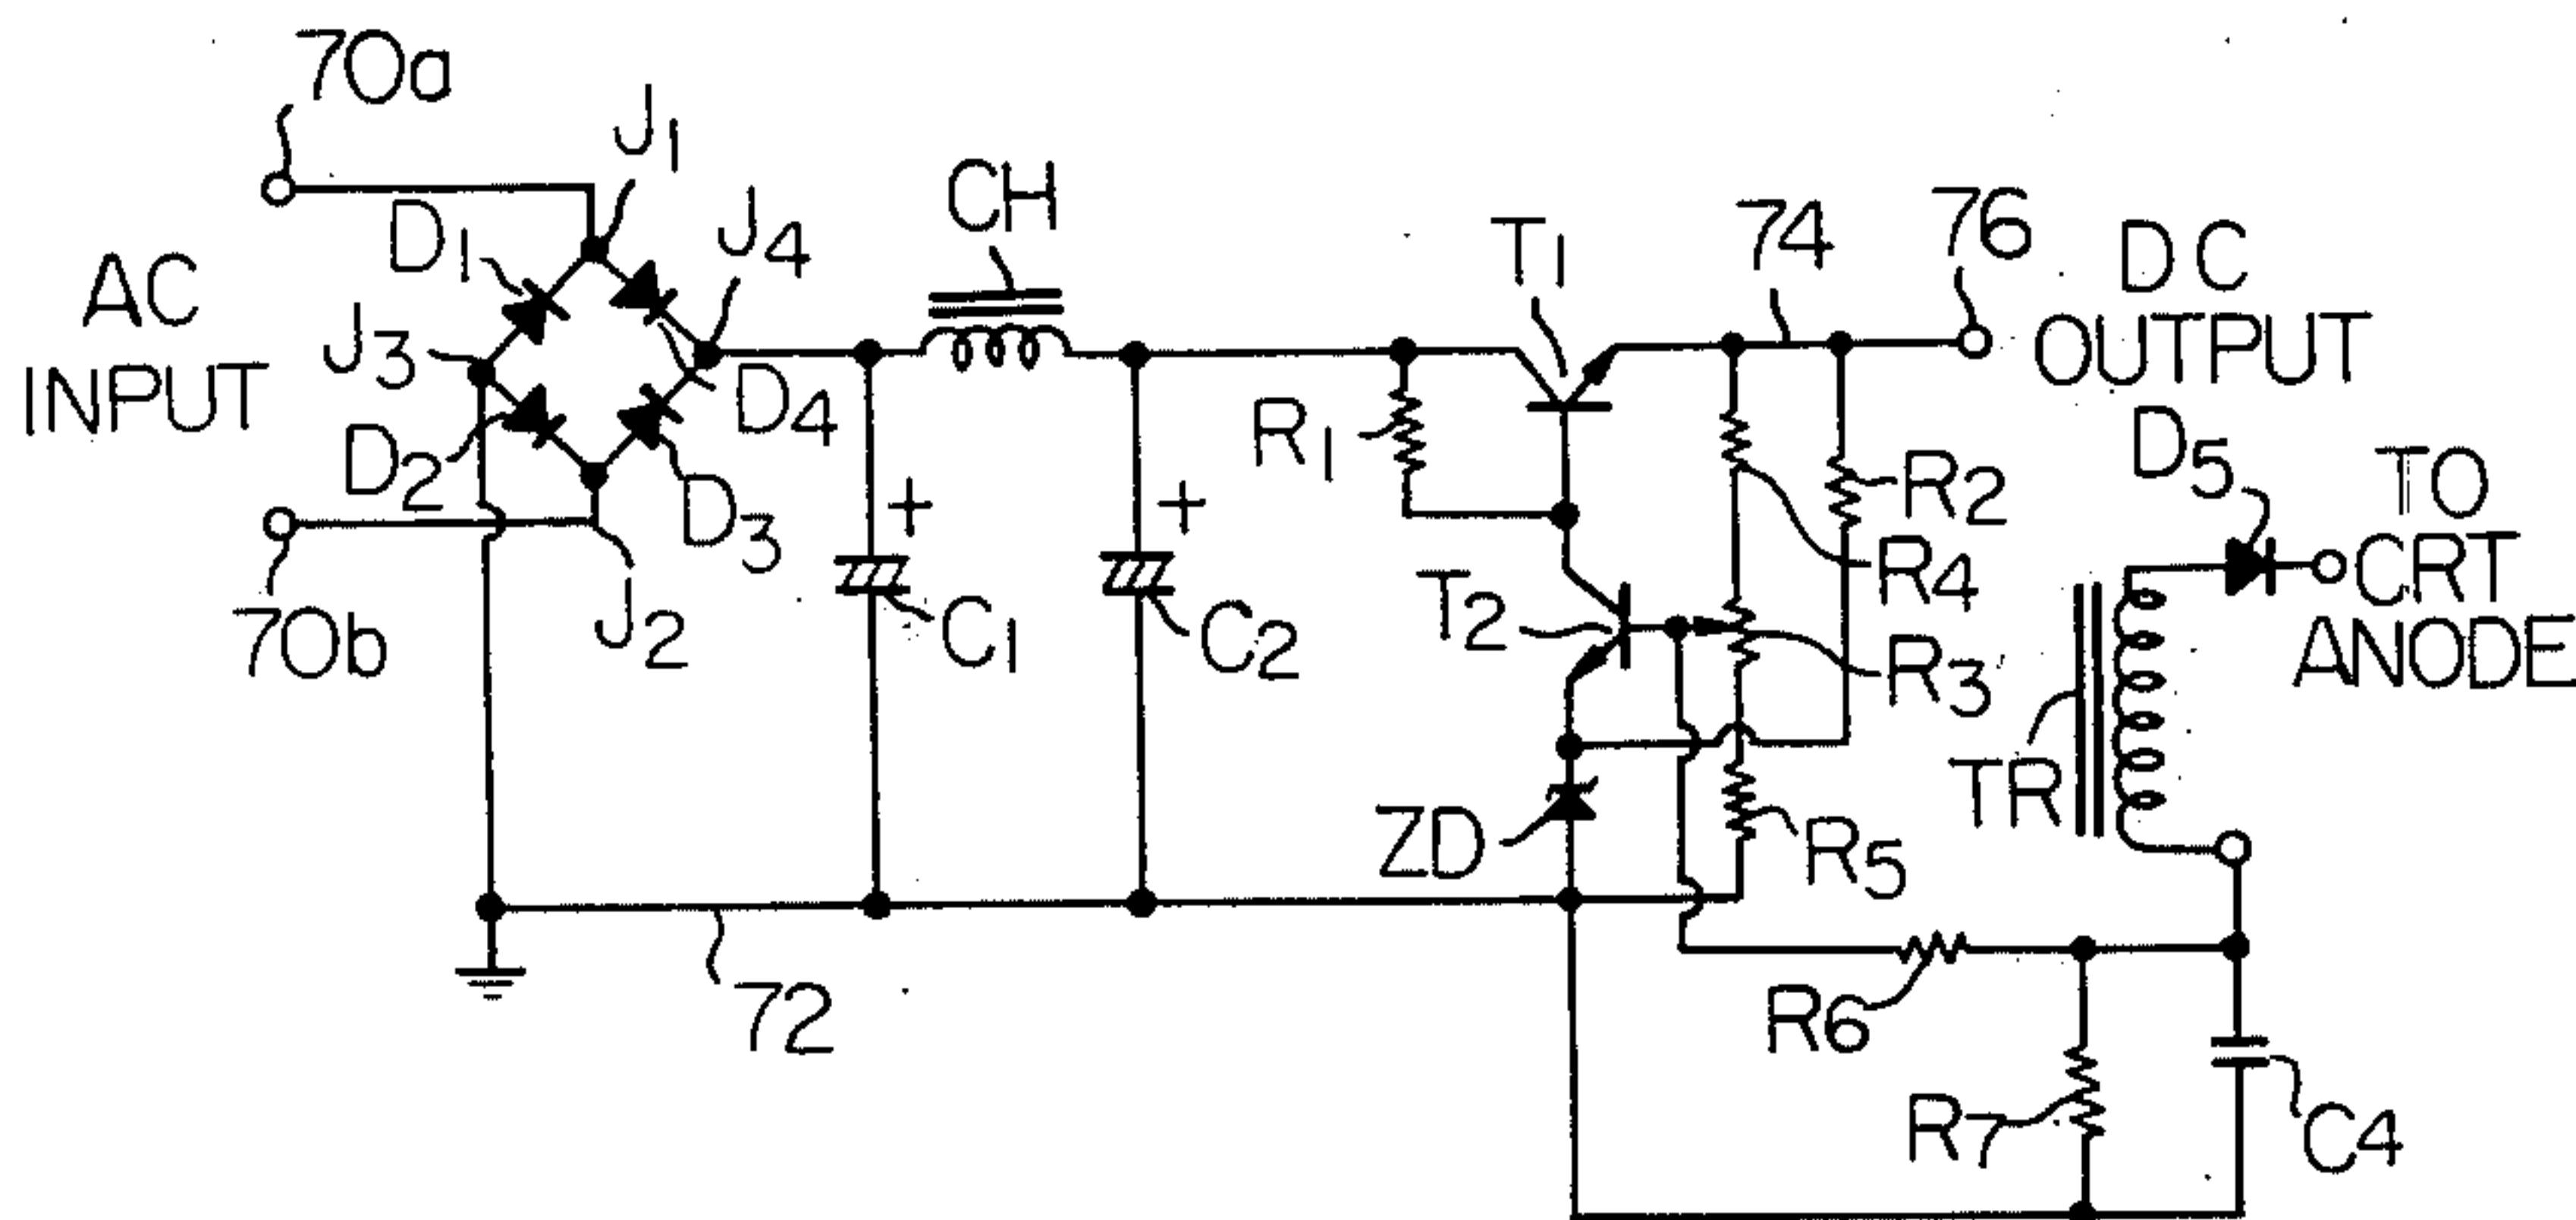 70a
J1
AC
INPUT
D1
J3
J4
D2
D4
D3
70b
J2
CH
C1
C2
R1
T1
74
76
DC
OUTPUT
R2
R4
T2
R3
D5
TO
CRT
ANODE
TR
ZD
R5
72
R6
R7
C4